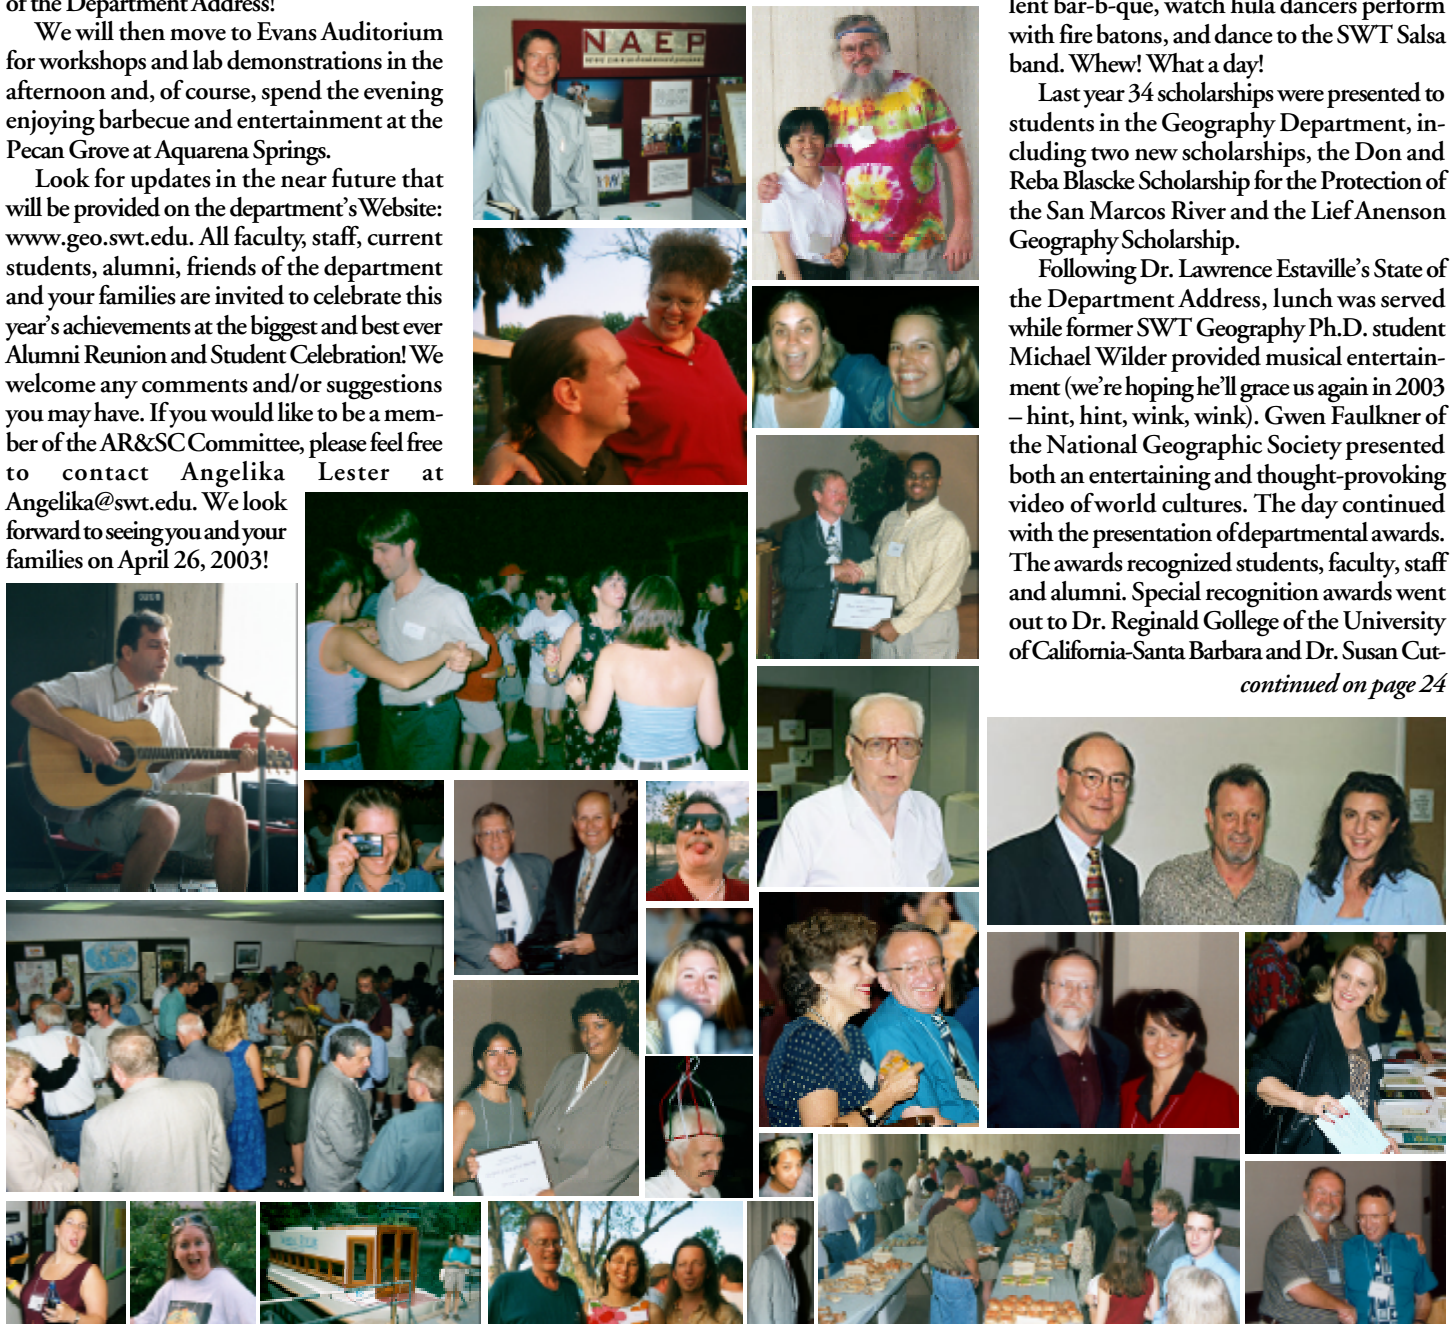 of the Department Address!
We will then move to Evans Auditorium
for workshops and lab demonstrations in the
afternoon and, of course, spend the evening
enjoying barbecue and entertainment at the
Pecan Grove at Aquarena Springs.
Look for updates in the near future that
will be provided on the department's Website:
www.geo.swt.edu. All faculty, staff, current
students, alumni, friends of the department
and your families are invited to celebrate this
year's achievements at the biggest and best ever
Alumni Reunion and Student Celebration! We
welcome any comments and/or suggestions
you may have. If you would like to be a mem-
ber of the AR&SC Committee, please feel free
to contact Angelika Lester at
Angelika@swt.edu. We look
forward to seeing you and your
families on April 26, 2003!
NAEP
lent bar-b-que, watch hula dancers perform
with fire batons, and dance to the SWT Salsa
band. Whew! What a day!
Last year 34 scholarships were presented to
students in the Geography Department, in-
cluding two new scholarships, the Don and
Reba Blascke Scholarship for the Protection of
the San Marcos River and the Lief Anenson
Geography Scholarship.
Following Dr. Lawrence Estaville's State of
the Department Address, lunch was served
while former SWT Geography Ph.D. student
Michael Wilder provided musical entertain-
ment (we're hoping he'll grace us again in 2003
– hint, hint, wink, wink). Gwen Faulkner of
the National Geographic Society presented
both an entertaining and thought-provoking
video of world cultures. The day continued
with the presentation of departmental awards.
The awards recognized students, faculty, staff
and alumni. Special recognition awards went
out to Dr. Reginald Gollege of the University
of California-Santa Barbara and Dr. Susan Cut-
continued on page 24